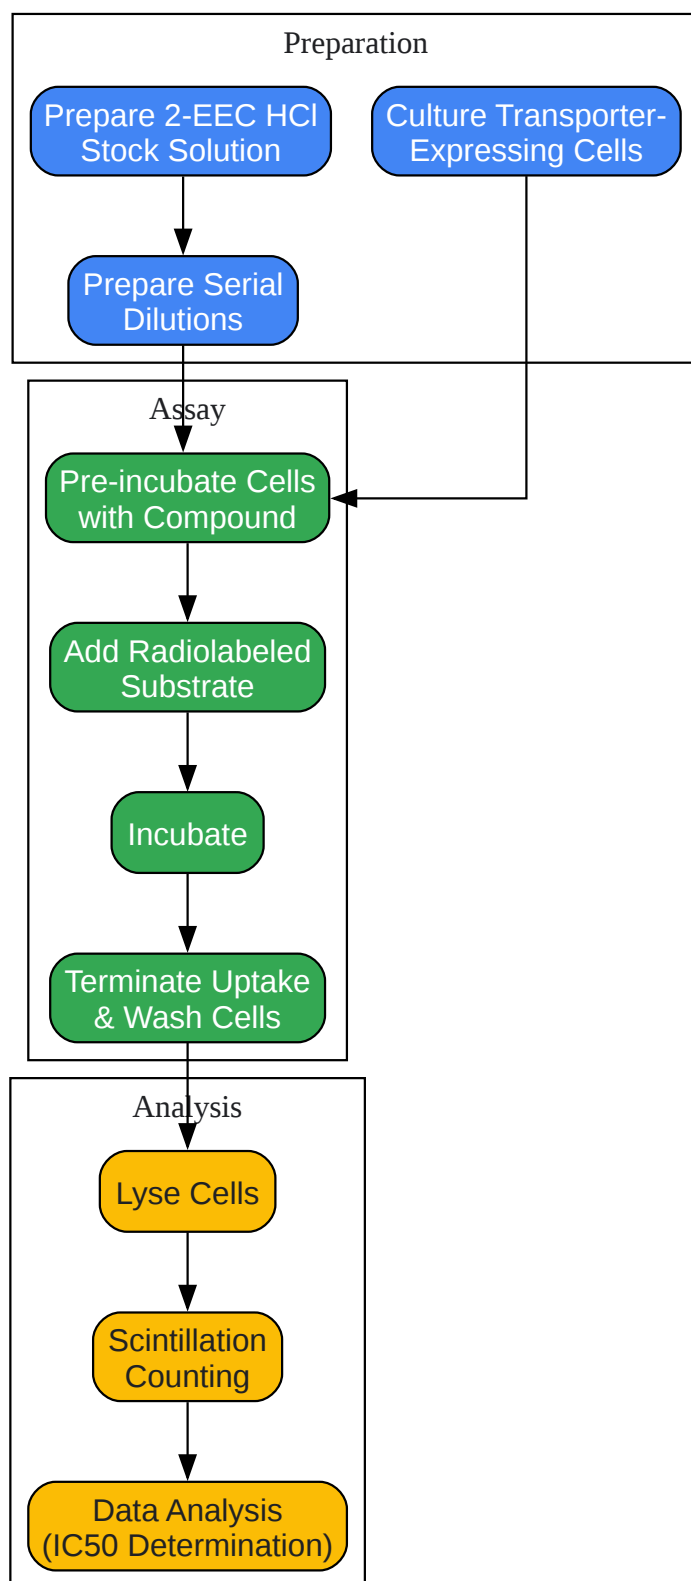 Preparation
Prepare 2-EEC HCl
Stock Solution
Culture Transporter-
Expressing Cells
Prepare Serial
Dilutions
Assay
Pre-incubate Cells
with Compound
Add Radiolabeled
Substrate
Incubate
Terminate Uptake
& Wash Cells
Analysis
Lyse Cells
Scintillation
Counting
Data Analysis
(IC50 Determination)